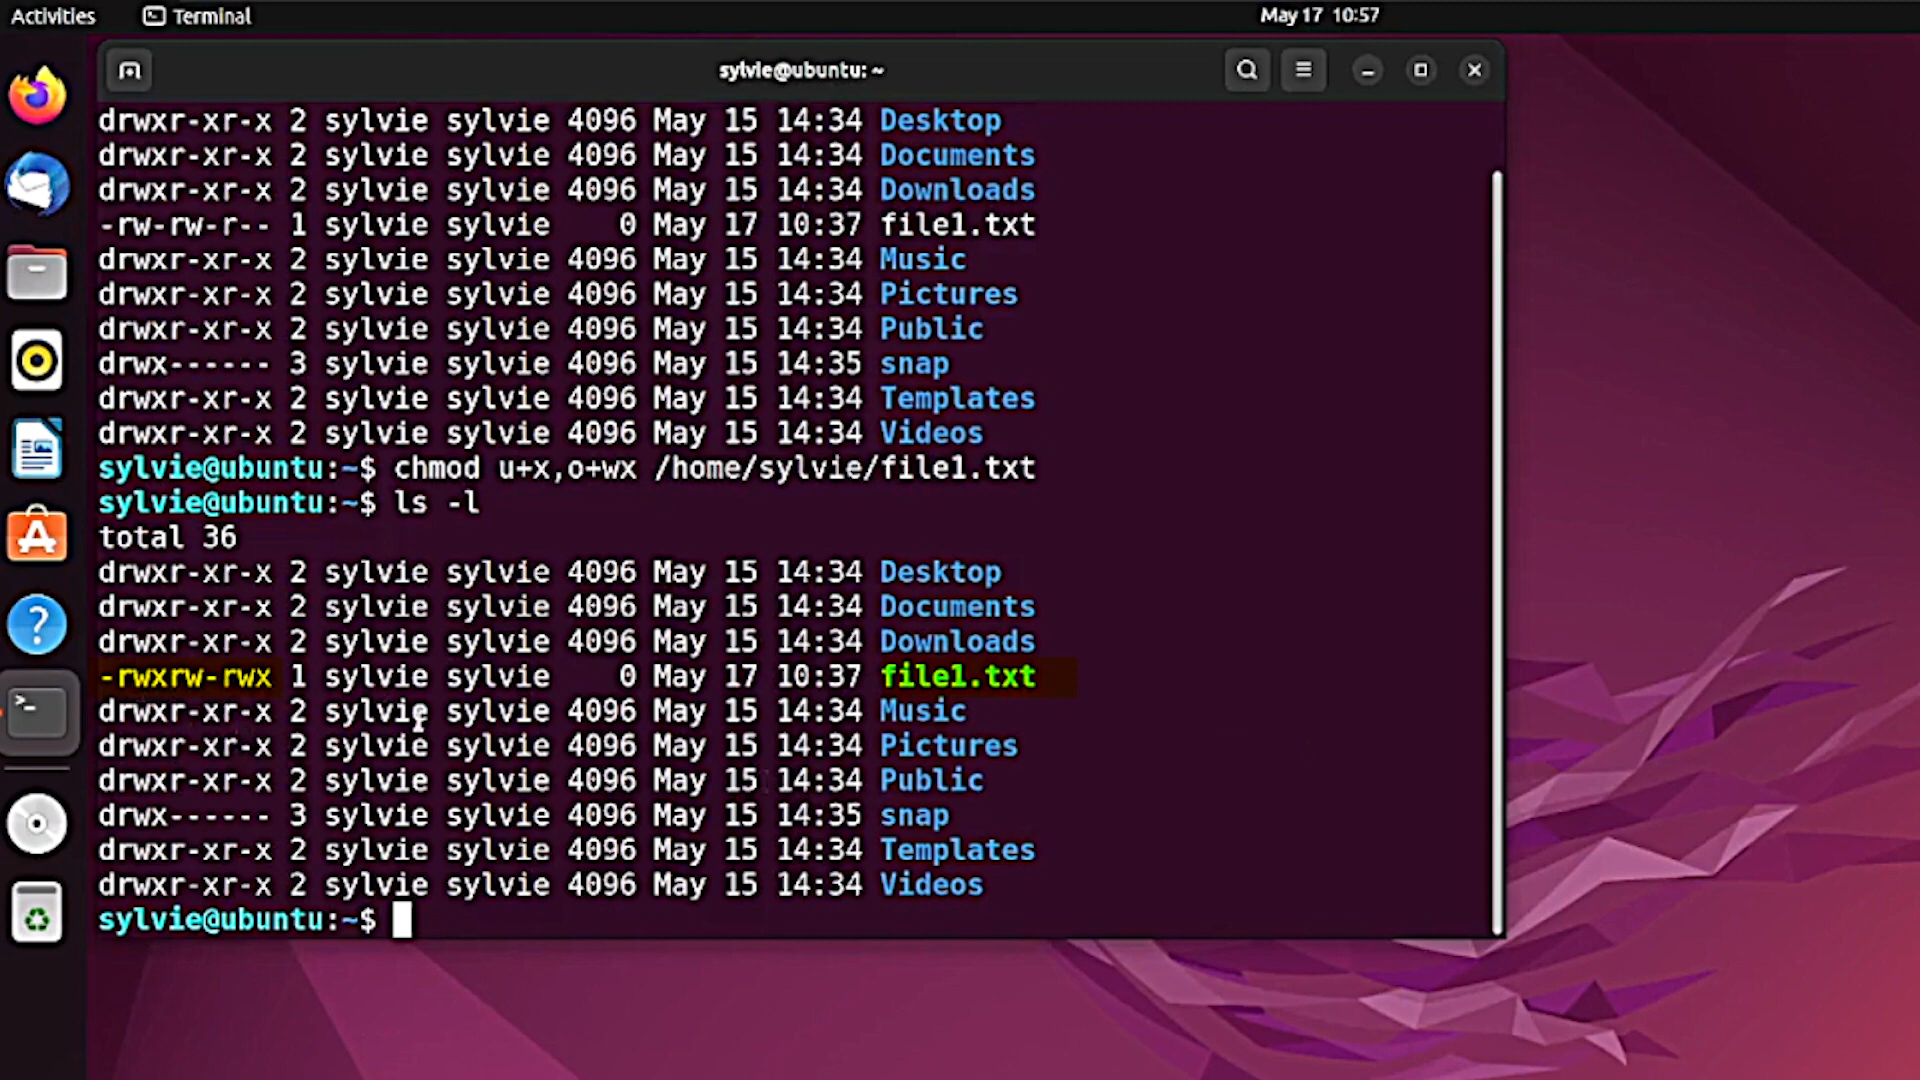 Activities Terminal May 17 10:57
sylvie@ubuntu: ~
drwxr-xr-x 2 sylvie sylvie 4096 May 15 14:34 Desktop
drwxr-xr-x 2 sylvie sylvie 4096 May 15 14:34 Documents
drwxr-xr-x 2 sylvie sylvie 4096 May 15 14:34 Downloads
-rw-rw-r-- 1 sylvie sylvie    0 May 17 10:37 file1.txt
drwxr-xr-x 2 sylvie sylvie 4096 May 15 14:34 Music
drwxr-xr-x 2 sylvie sylvie 4096 May 15 14:34 Pictures
drwxr-xr-x 2 sylvie sylvie 4096 May 15 14:34 Public
drwx------ 3 sylvie sylvie 4096 May 15 14:35 snap
drwxr-xr-x 2 sylvie sylvie 4096 May 15 14:34 Templates
drwxr-xr-x 2 sylvie sylvie 4096 May 15 14:34 Videos
sylvie@ubuntu:~$ chmod u+x,o+wx /home/sylvie/file1.txt
sylvie@ubuntu:~$ ls -l
total 36
drwxr-xr-x 2 sylvie sylvie 4096 May 15 14:34 Desktop
drwxr-xr-x 2 sylvie sylvie 4096 May 15 14:34 Documents
drwxr-xr-x 2 sylvie sylvie 4096 May 15 14:34 Downloads
-rwxrw-rwx 1 sylvie sylvie    0 May 17 10:37 file1.txt
drwxr-xr-x 2 sylvie sylvie 4096 May 15 14:34 Music
drwxr-xr-x 2 sylvie sylvie 4096 May 15 14:34 Pictures
drwxr-xr-x 2 sylvie sylvie 4096 May 15 14:34 Public
drwx------ 3 sylvie sylvie 4096 May 15 14:35 snap
drwxr-xr-x 2 sylvie sylvie 4096 May 15 14:34 Templates
drwxr-xr-x 2 sylvie sylvie 4096 May 15 14:34 Videos
sylvie@ubuntu:~$